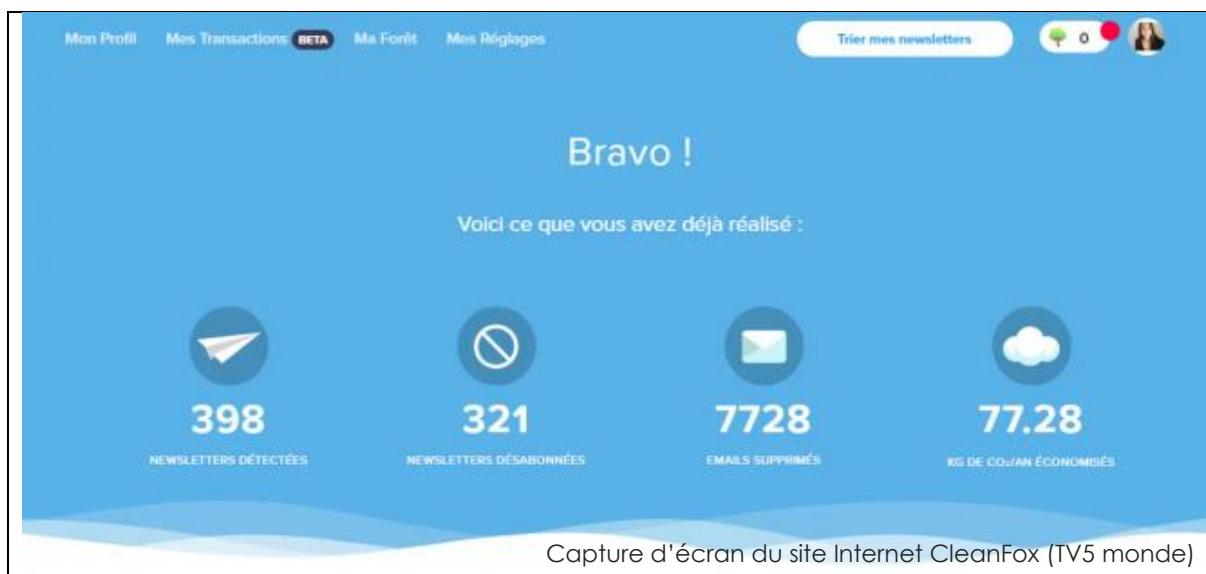 Mon Profil Mes Transactions BETA Ma Forêt Mes Réglages Trier mes newsletters 0
Bravo !
Voici ce que vous avez déjà réalisé :
398 321 7728 77.28
NEWSLETTERS DÉTECTÉES NEWSLETTERS DÉSABONNÉES EMAILS SUPPRIMÉS KG DE CO₂/AN ÉCONOMISÉS
Capture d’écran du site Internet CleanFox (TV5 monde)